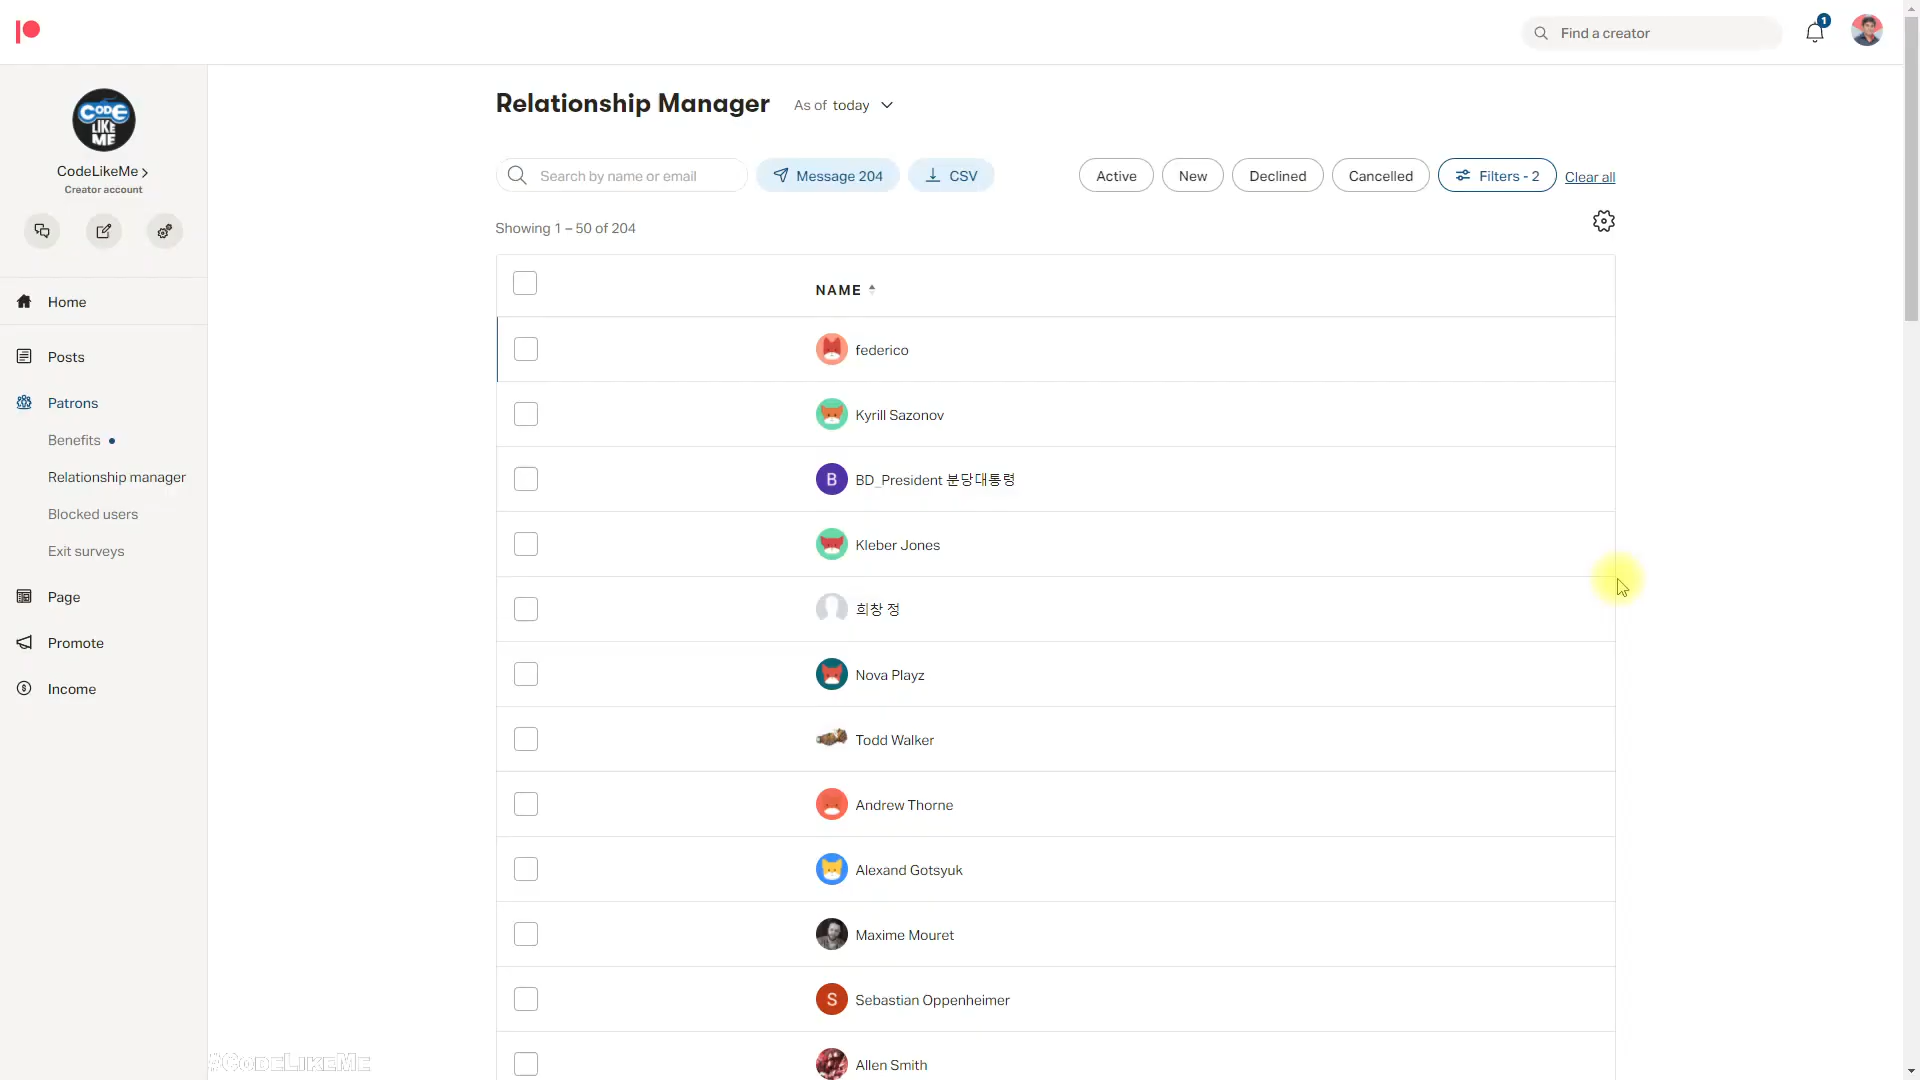 Find a creator
1
CODE
LIKE
ME
CodeLikeMe
Creator account
Home
Posts
Patrons
Benefits
Relationship manager
Blocked users
Exit surveys
Page
Promote
Income
Relationship Manager As of today
Search by name or email Message 204 CSV Active New Declined Cancelled Filters - 2 Clear all
Showing 1 – 50 of 204
NAME
federico
Kyrill Sazonov
B BD_President 분당대통령
Kleber Jones
희창 정
Nova Playz
Todd Walker
Andrew Thorne
Alexand Gotsyuk
Maxime Mouret
S Sebastian Oppenheimer
Allen Smith
#CodeLikeMe